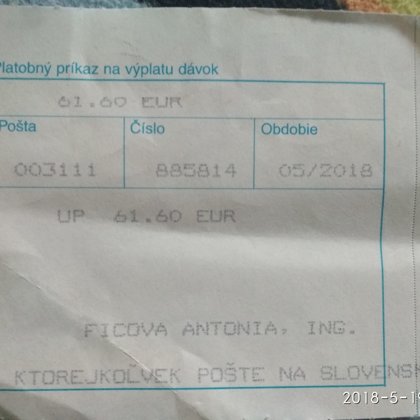 latobný príkaz na výplatu dávok
61.60 EUR
Pošta Číslo Obdobie
003111 885814 05/2018
UP 61.60 EUR
FICOVA ANTONIA, ING.
KTOREJKOĽVEK POŠTE NA SLOVENSK
2018-5-1